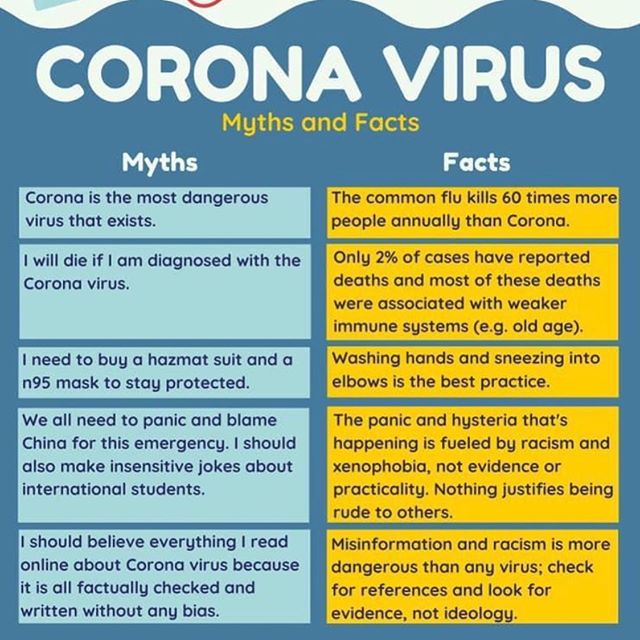 CORONA VIRUS
Myths and Facts
Myths
Facts
Corona is the most dangerous
virus that exists.
The common flu kills 60 times more
people annually than Corona.
I will die if I am diagnosed with the
Corona virus.
Only 2% of cases have reported
deaths and most of these deaths
were associated with weaker
immune systems (e.g. old age).
I need to buy a hazmat suit and a
n95 mask to stay protected.
Washing hands and sneezing into
elbows is the best practice.
We all need to panic and blame
China for this emergency. I should
also make insensitive jokes about
international students.
The panic and hysteria that's
happening is fueled by racism and
xenophobia, not evidence or
practicality. Nothing justifies being
rude to others.
I should believe everything I read
online about Corona virus because
it is all factually checked and
written without any bias.
Misinformation and racism is more
dangerous than any virus; check
for references and look for
evidence, not ideology.